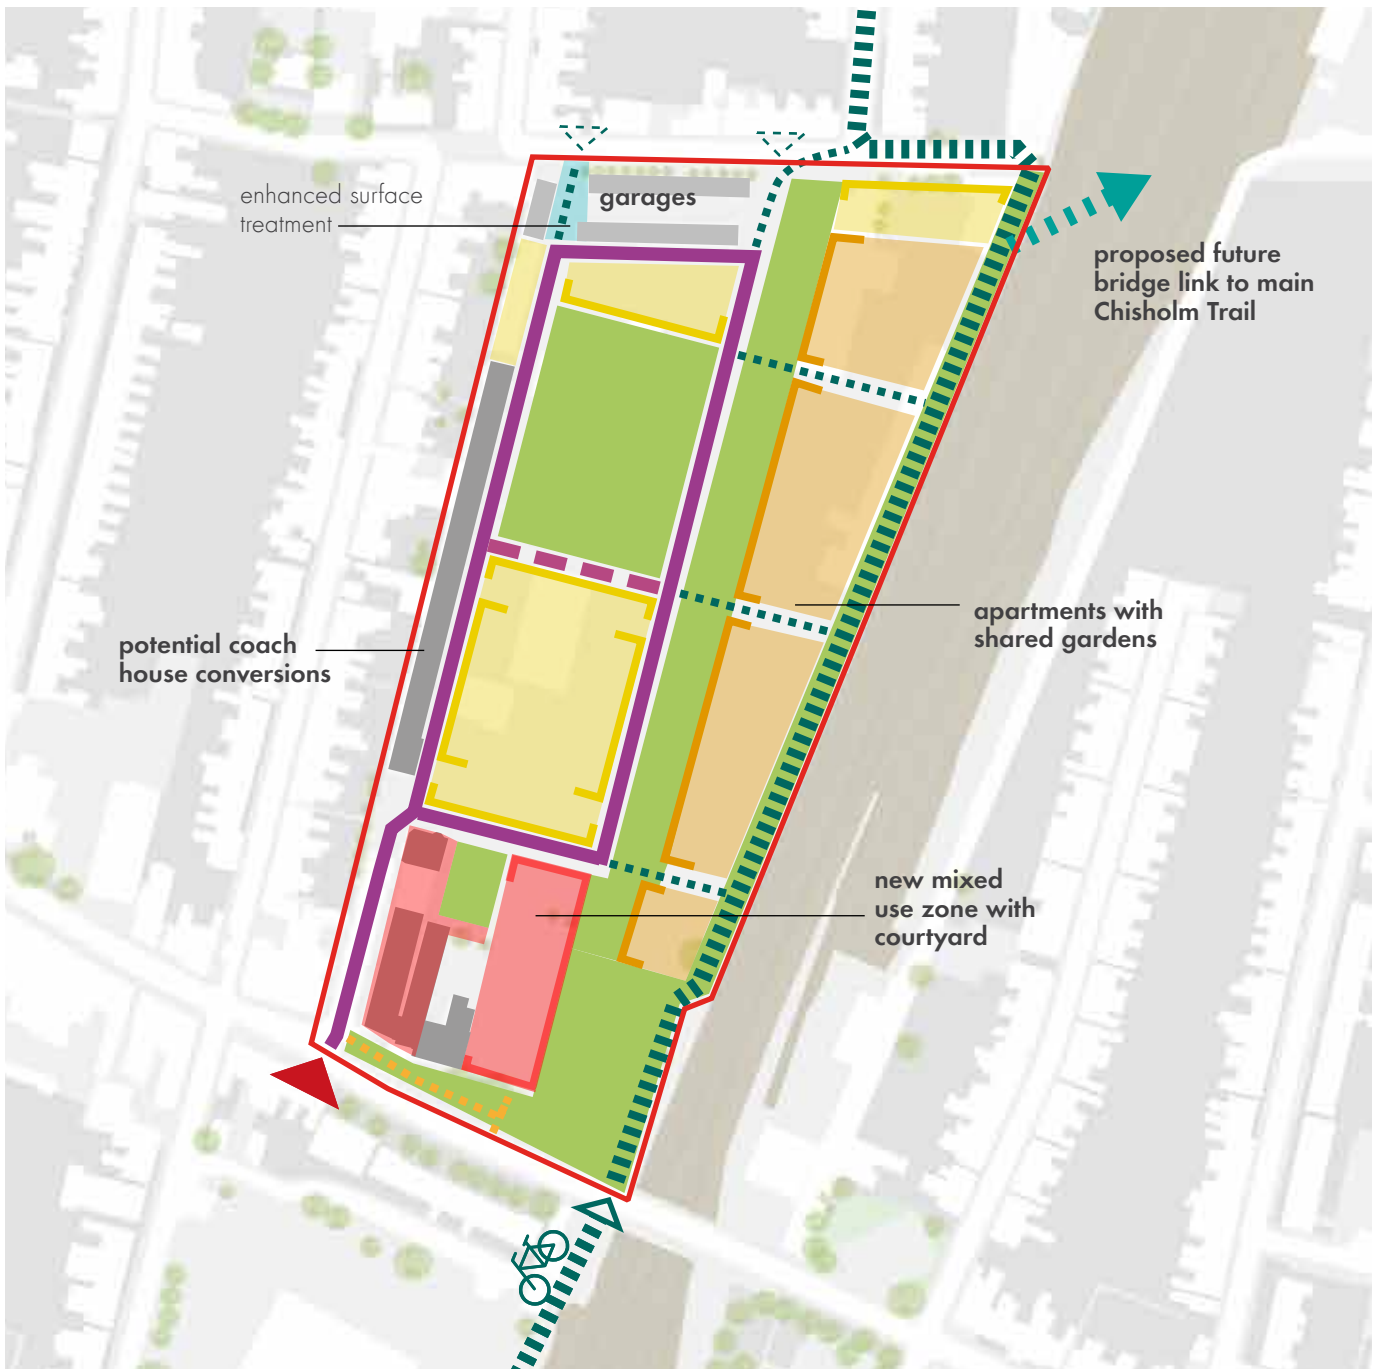 enhanced surface
treatment
garages
proposed future
bridge link to main
Chisholm Trail
apartments with
shared gardens
potential coach
house conversions
new mixed
use zone with
courtyard